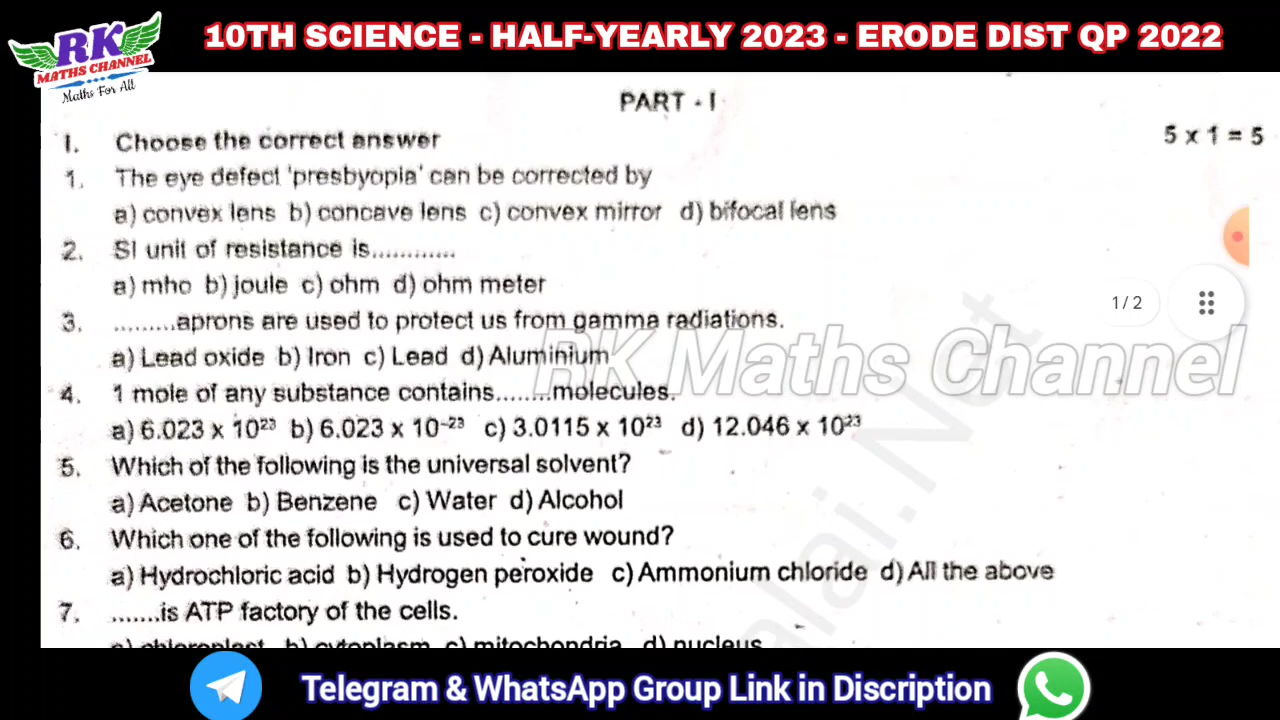 RK
MATHS CHANNEL
Maths For All
10TH SCIENCE - HALF-YEARLY 2023 - ERODE DIST QP 2022
PART - I
I. Choose the correct answer 5 x 1 = 5
1. The eye defect 'presbyopia' can be corrected by
a) convex lens b) concave lens c) convex mirror d) bifocal lens
2. SI unit of resistance is............
a) mho b) joule c) ohm d) ohm meter
3. .........aprons are used to protect us from gamma radiations.
a) Lead oxide b) Iron c) Lead d) Aluminium
4. 1 mole of any substance contains........molecules.
a) 6.023 x 10²³ b) 6.023 x 10⁻²³ c) 3.0115 x 10²³ d) 12.046 x 10²³
5. Which of the following is the universal solvent?
a) Acetone b) Benzene c) Water d) Alcohol
6. Which one of the following is used to cure wound?
a) Hydrochloric acid b) Hydrogen peroxide c) Ammonium chloride d) All the above
7. .......is ATP factory of the cells.
a) chloroplast b) cytoplasm c) mitochondria d) nucleus
1 / 2
RK Maths Channel
alai.Net
Telegram & WhatsApp Group Link in Discription